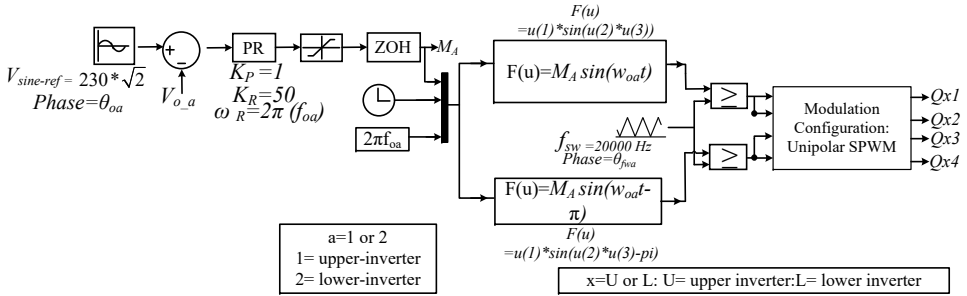 V_sine-ref = 230*√2
Phase=θ_oa
+
−
V_o_a
PR
K_P=1
K_R=50
ω_R=2π (f_oa)
ZOH
M_A
2πf_oa
F(u)
=u(1)*sin(u(2)*u(3))
F(u)=M_A sin(w_oa t)
f_sw =20000 Hz
Phase=θ_fwa
F(u)=M_A sin(w_oa t-
π)
F(u)
=u(1)*sin(u(2)*u(3)-pi)
≥
≥
Modulation
Configuration:
Unipolar SPWM
Qx1
Qx2
Qx3
Qx4
a=1 or 2
1= upper-inverter
2= lower-inverter
x=U or L: U= upper inverter:L= lower inverter